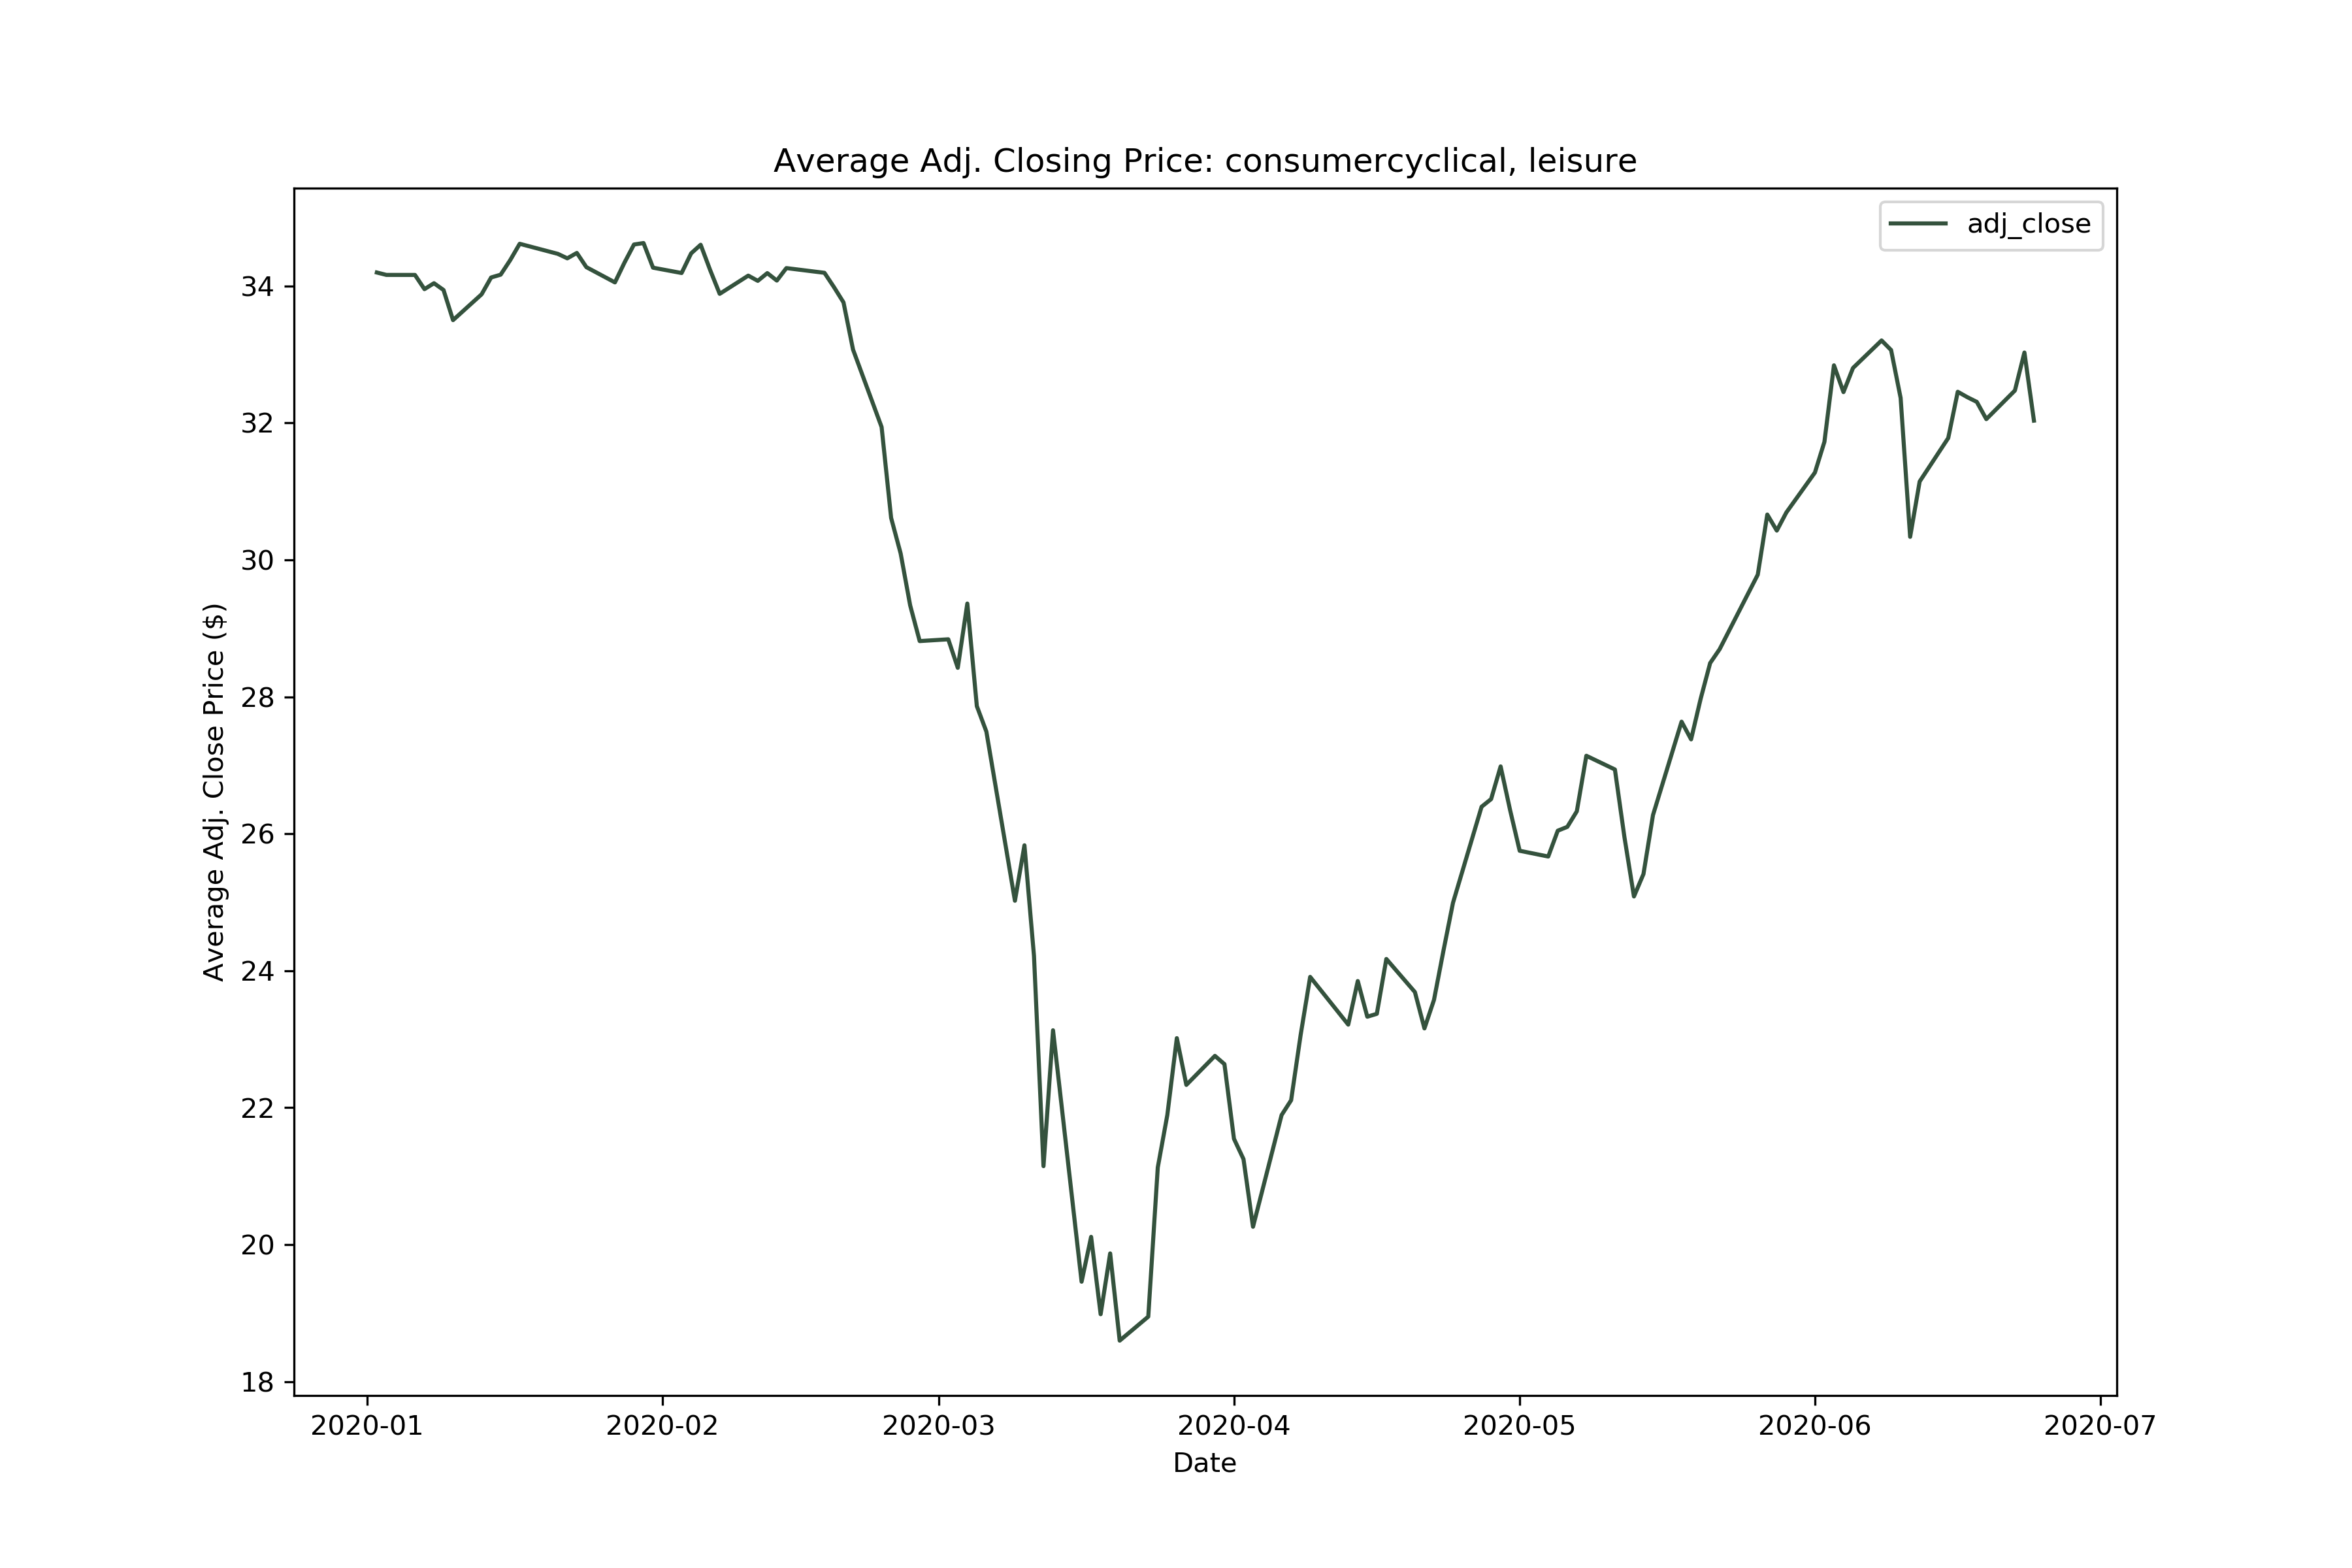 Average Adj. Closing Price: consumercyclical, leisure
adj_close
Average Adj. Close Price ($)
34
32
30
28
26
24
22
20
18
2020-01 2020-02 2020-03 2020-04 2020-05 2020-06 2020-07
Date